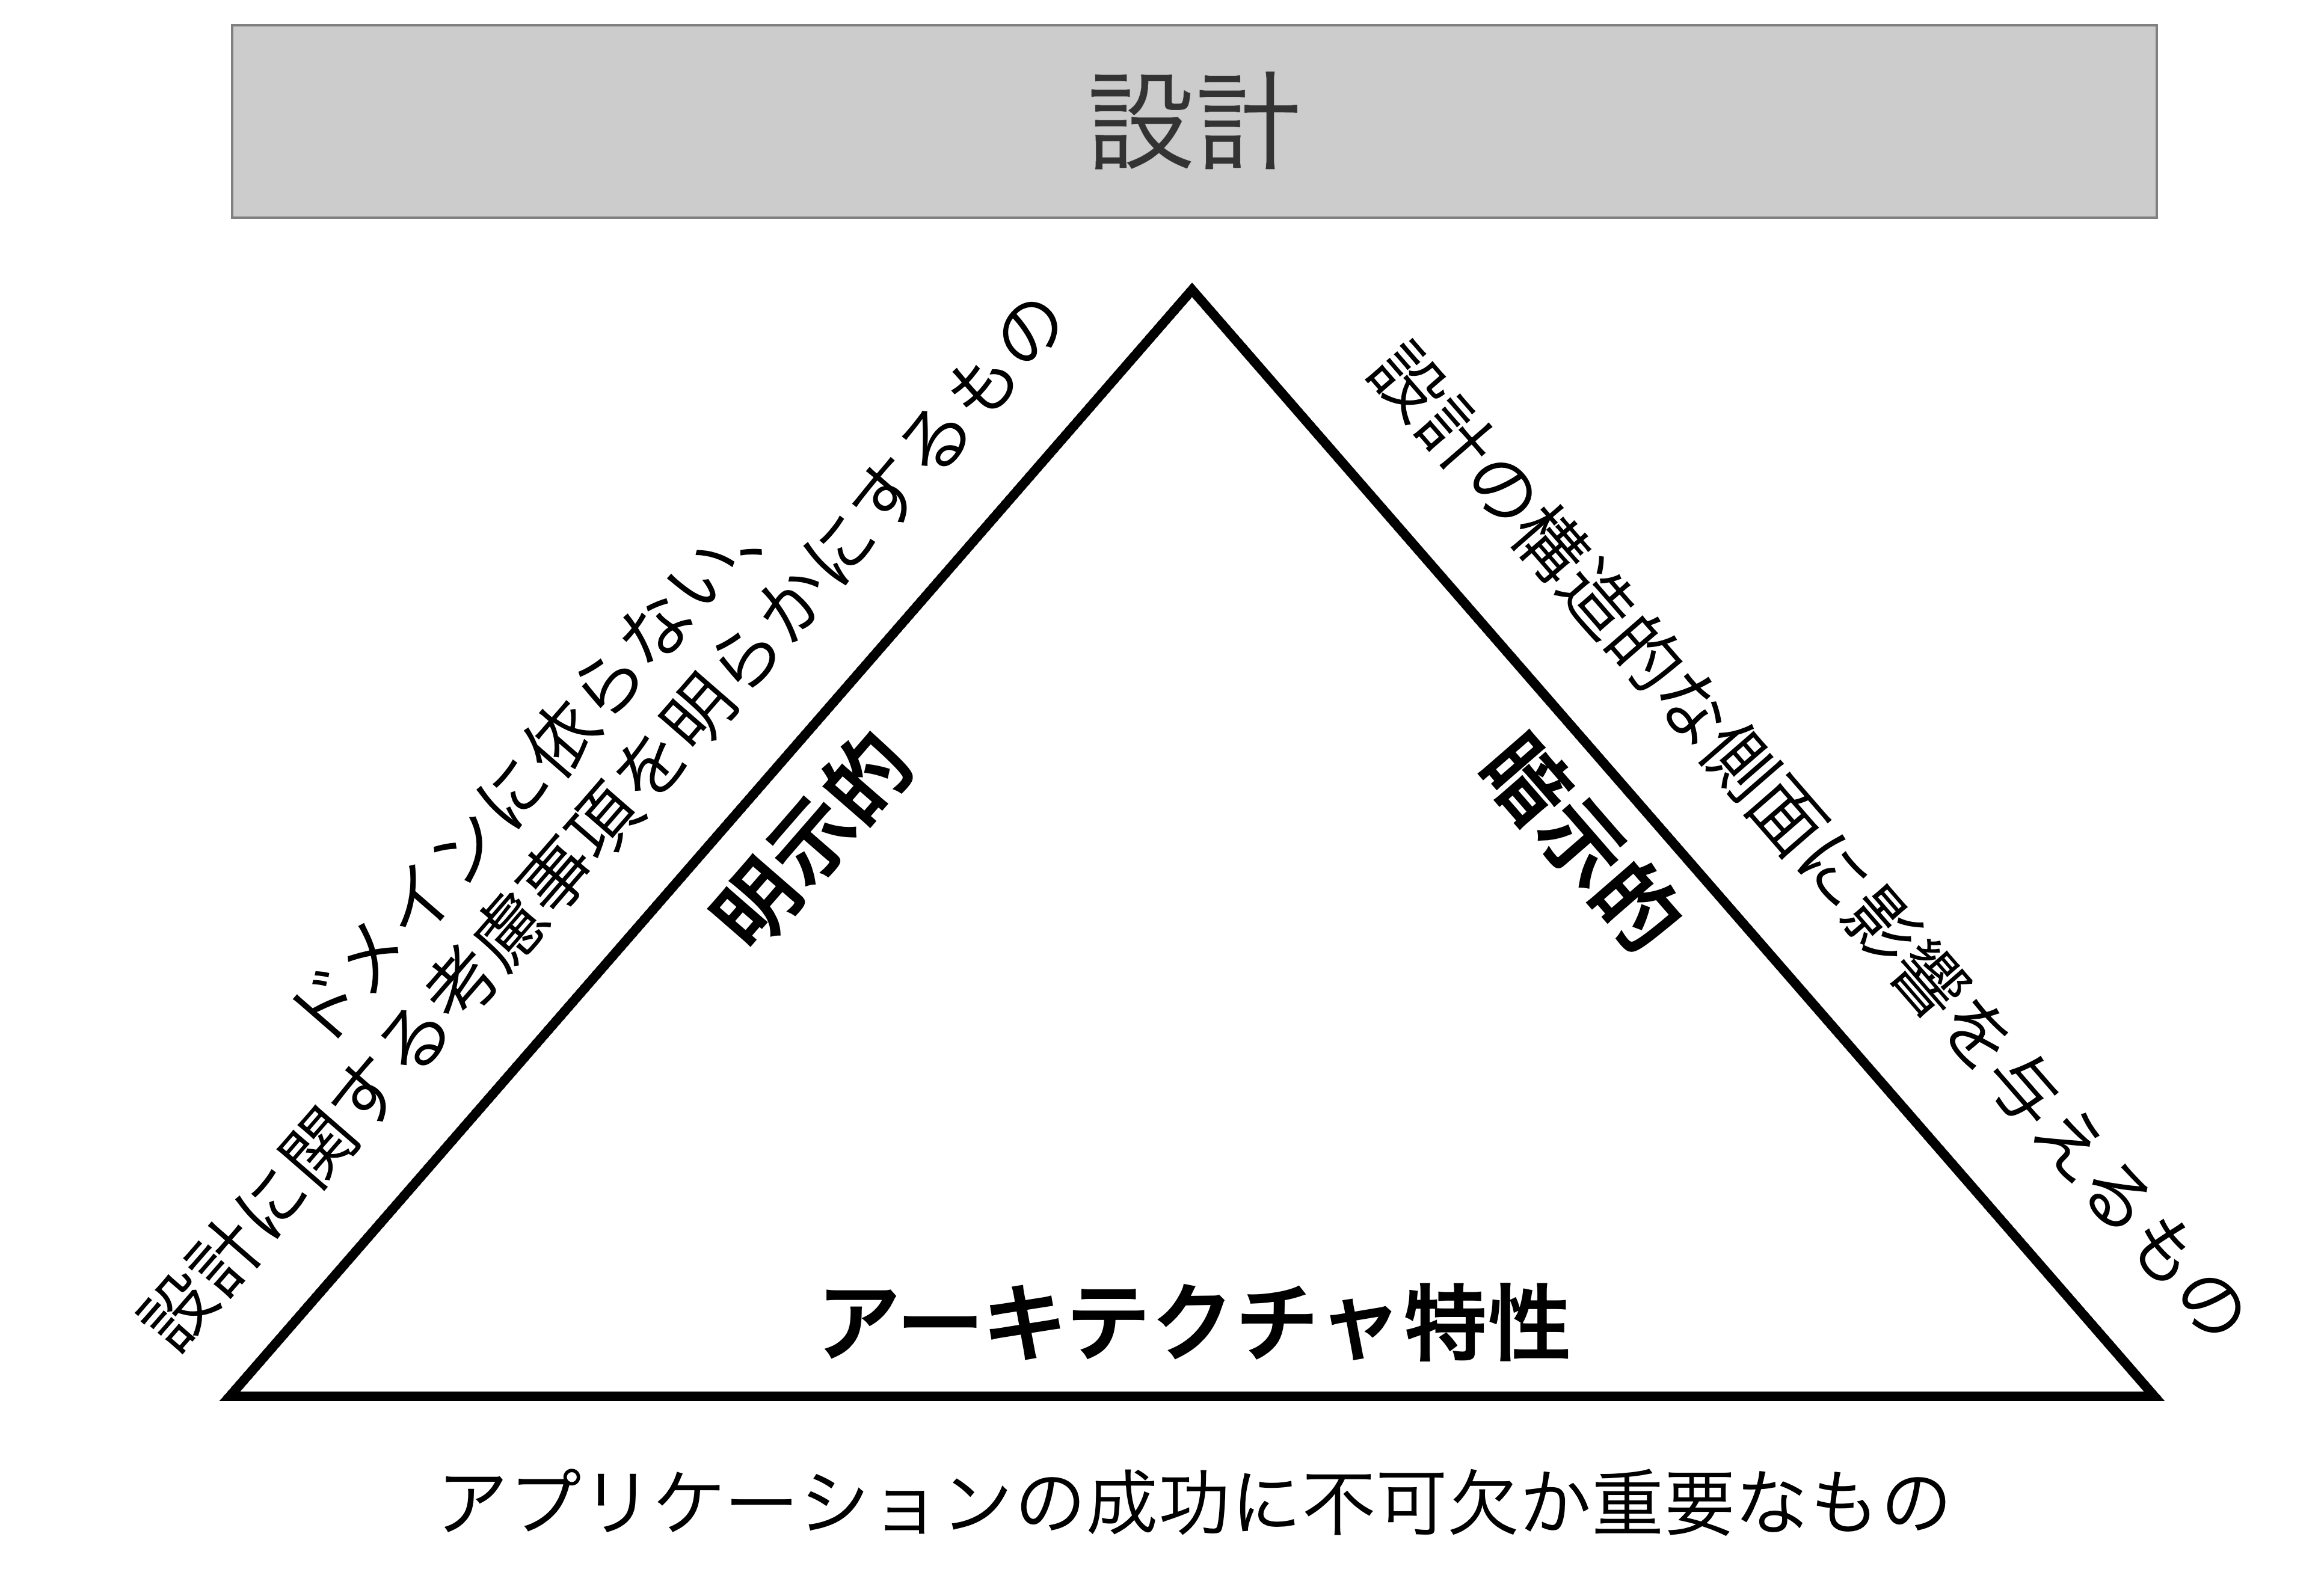 設計
ドメインに依らない、
設計に関する考慮事項を明らかにするもの
設計の構造的な側面に影響を与えるもの
明示的
暗示的
アーキテクチャ特性
アプリケーションの成功に不可欠か重要なもの